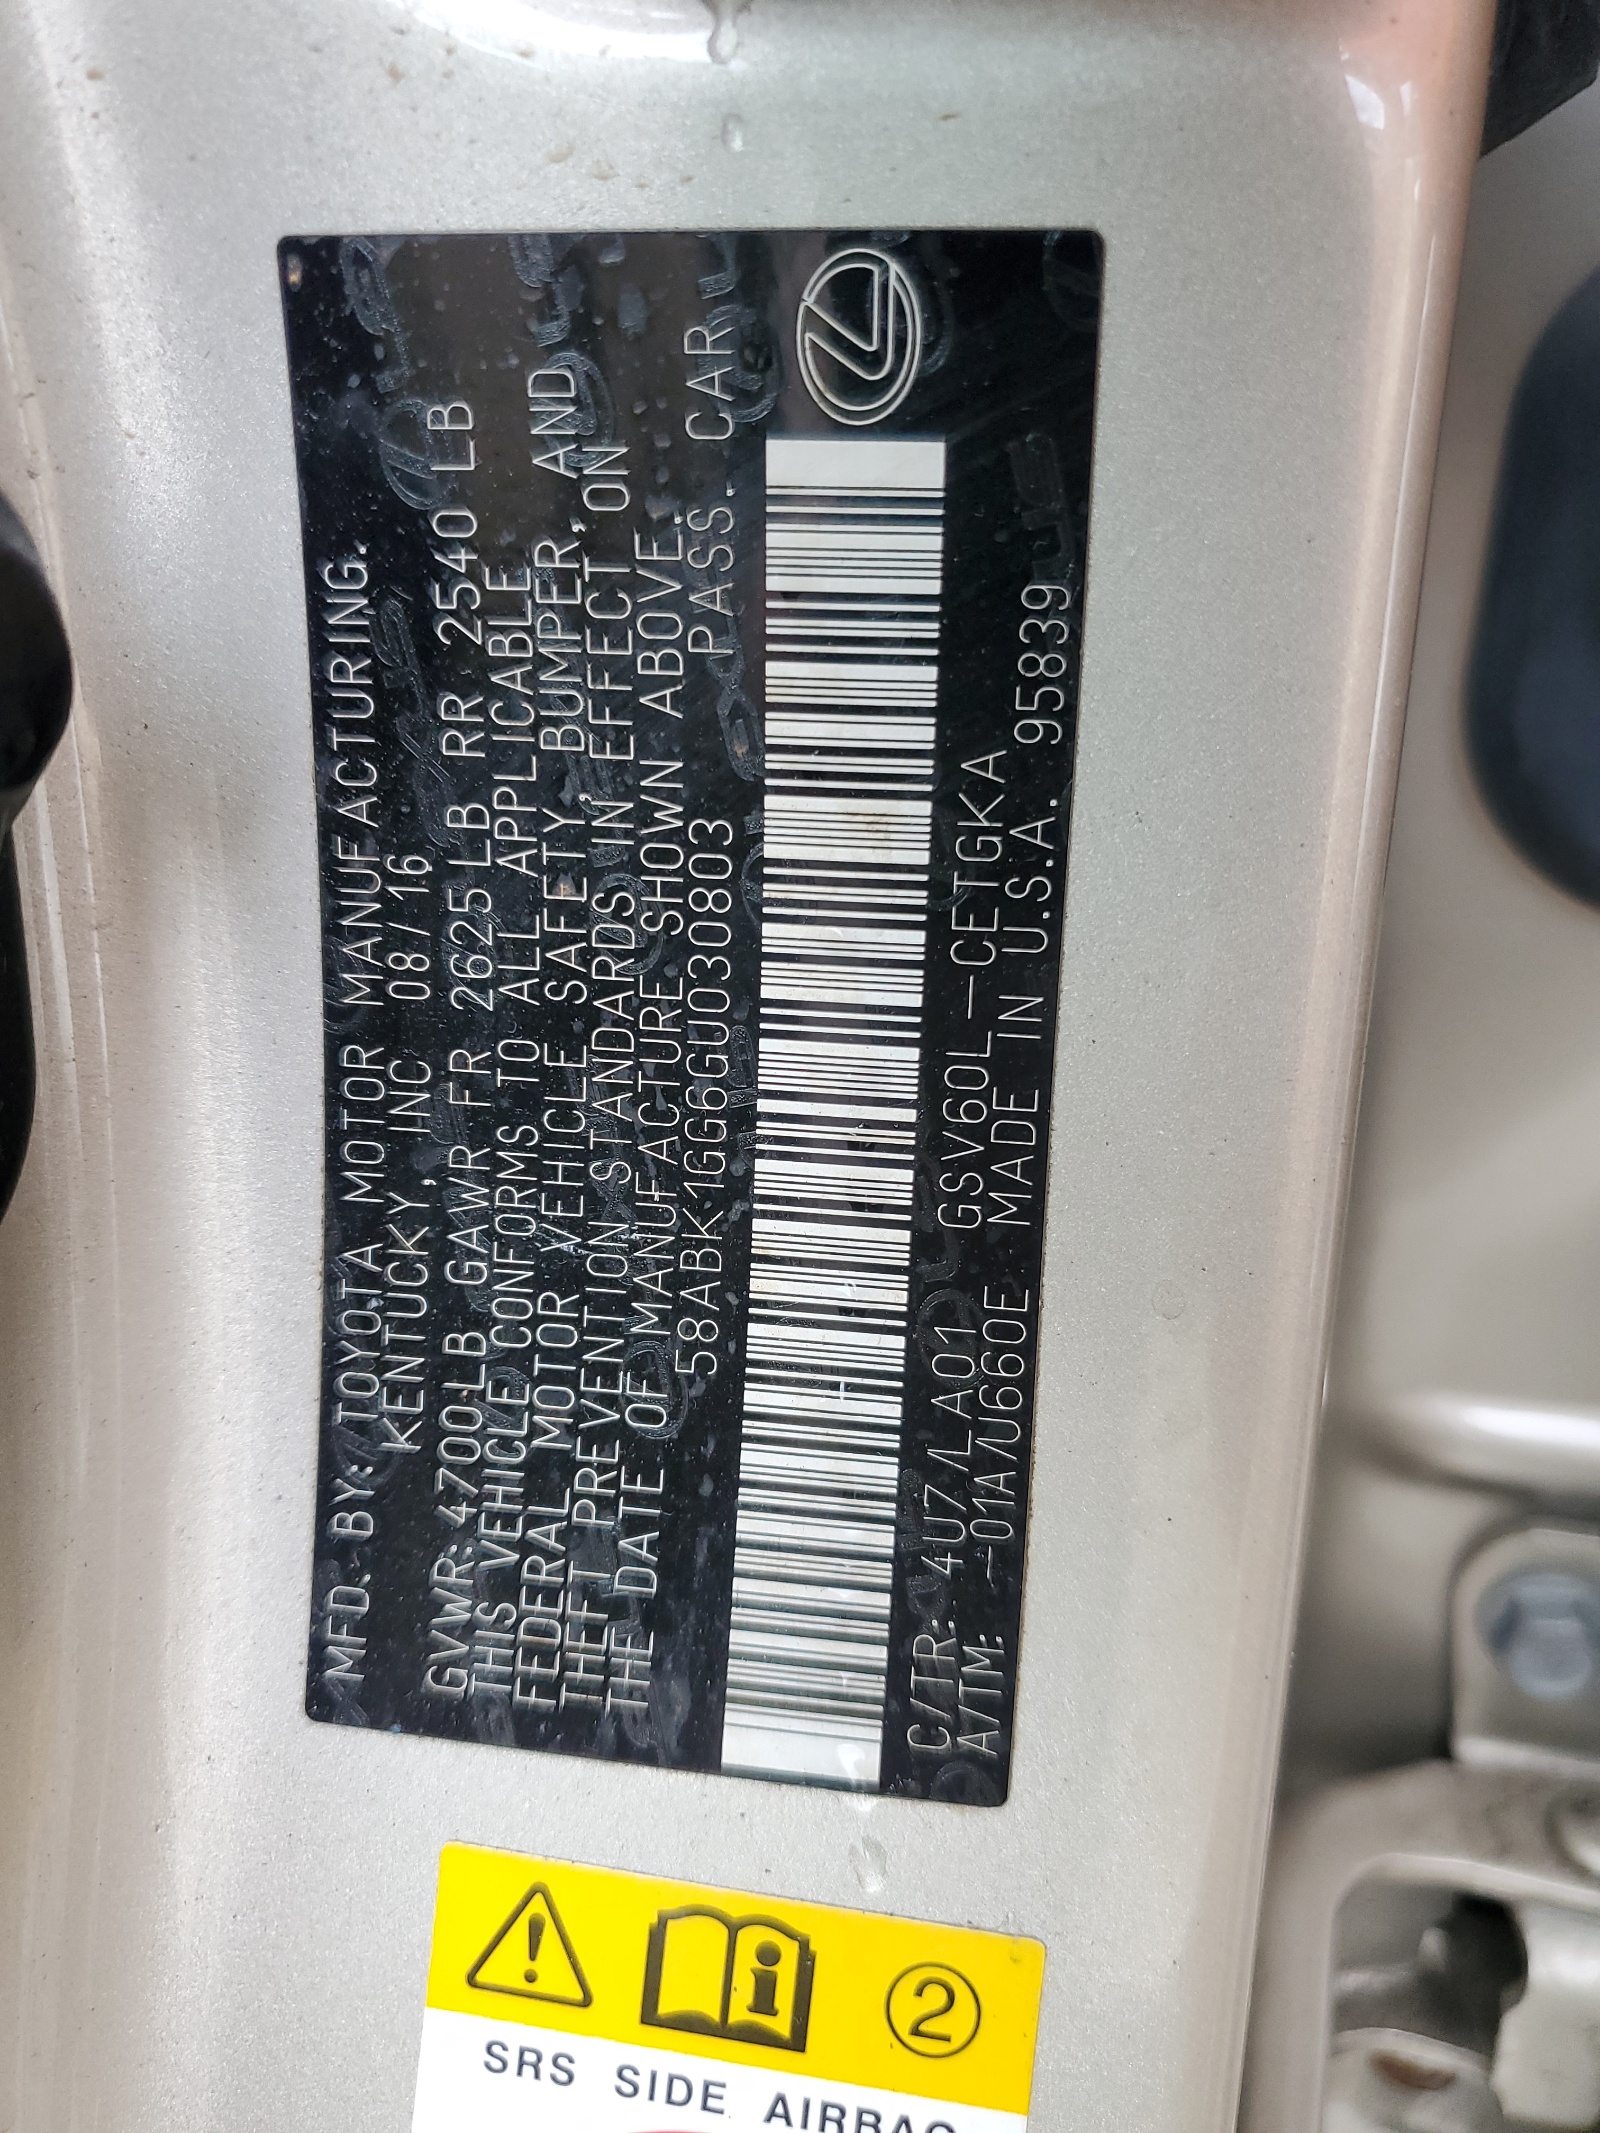 MFD. BY: TOYOTA MOTOR MANUFACTURING.
KENTUCKY, INC 08/16
GVWR: 4700LB GAWR FR 2625 LB RR 2540 LB
THIS VEHICLE CONFORMS TO ALL APPLICABLE
FEDERAL MOTOR VEHICLE SAFETY, BUMPER, AND
THEFT PREVENTION STANDARDS IN EFFECT ON
THE DATE OF MANUFACTURE SHOWN ABOVE.
58ABK1GG6GU030803 PASS. CAR
C/TR: 4U7/LA01 GSV60L-CETGKA
A/TM: -01A/U660E MADE IN U.S.A. 95839
2
SRS SIDE AIRBAG